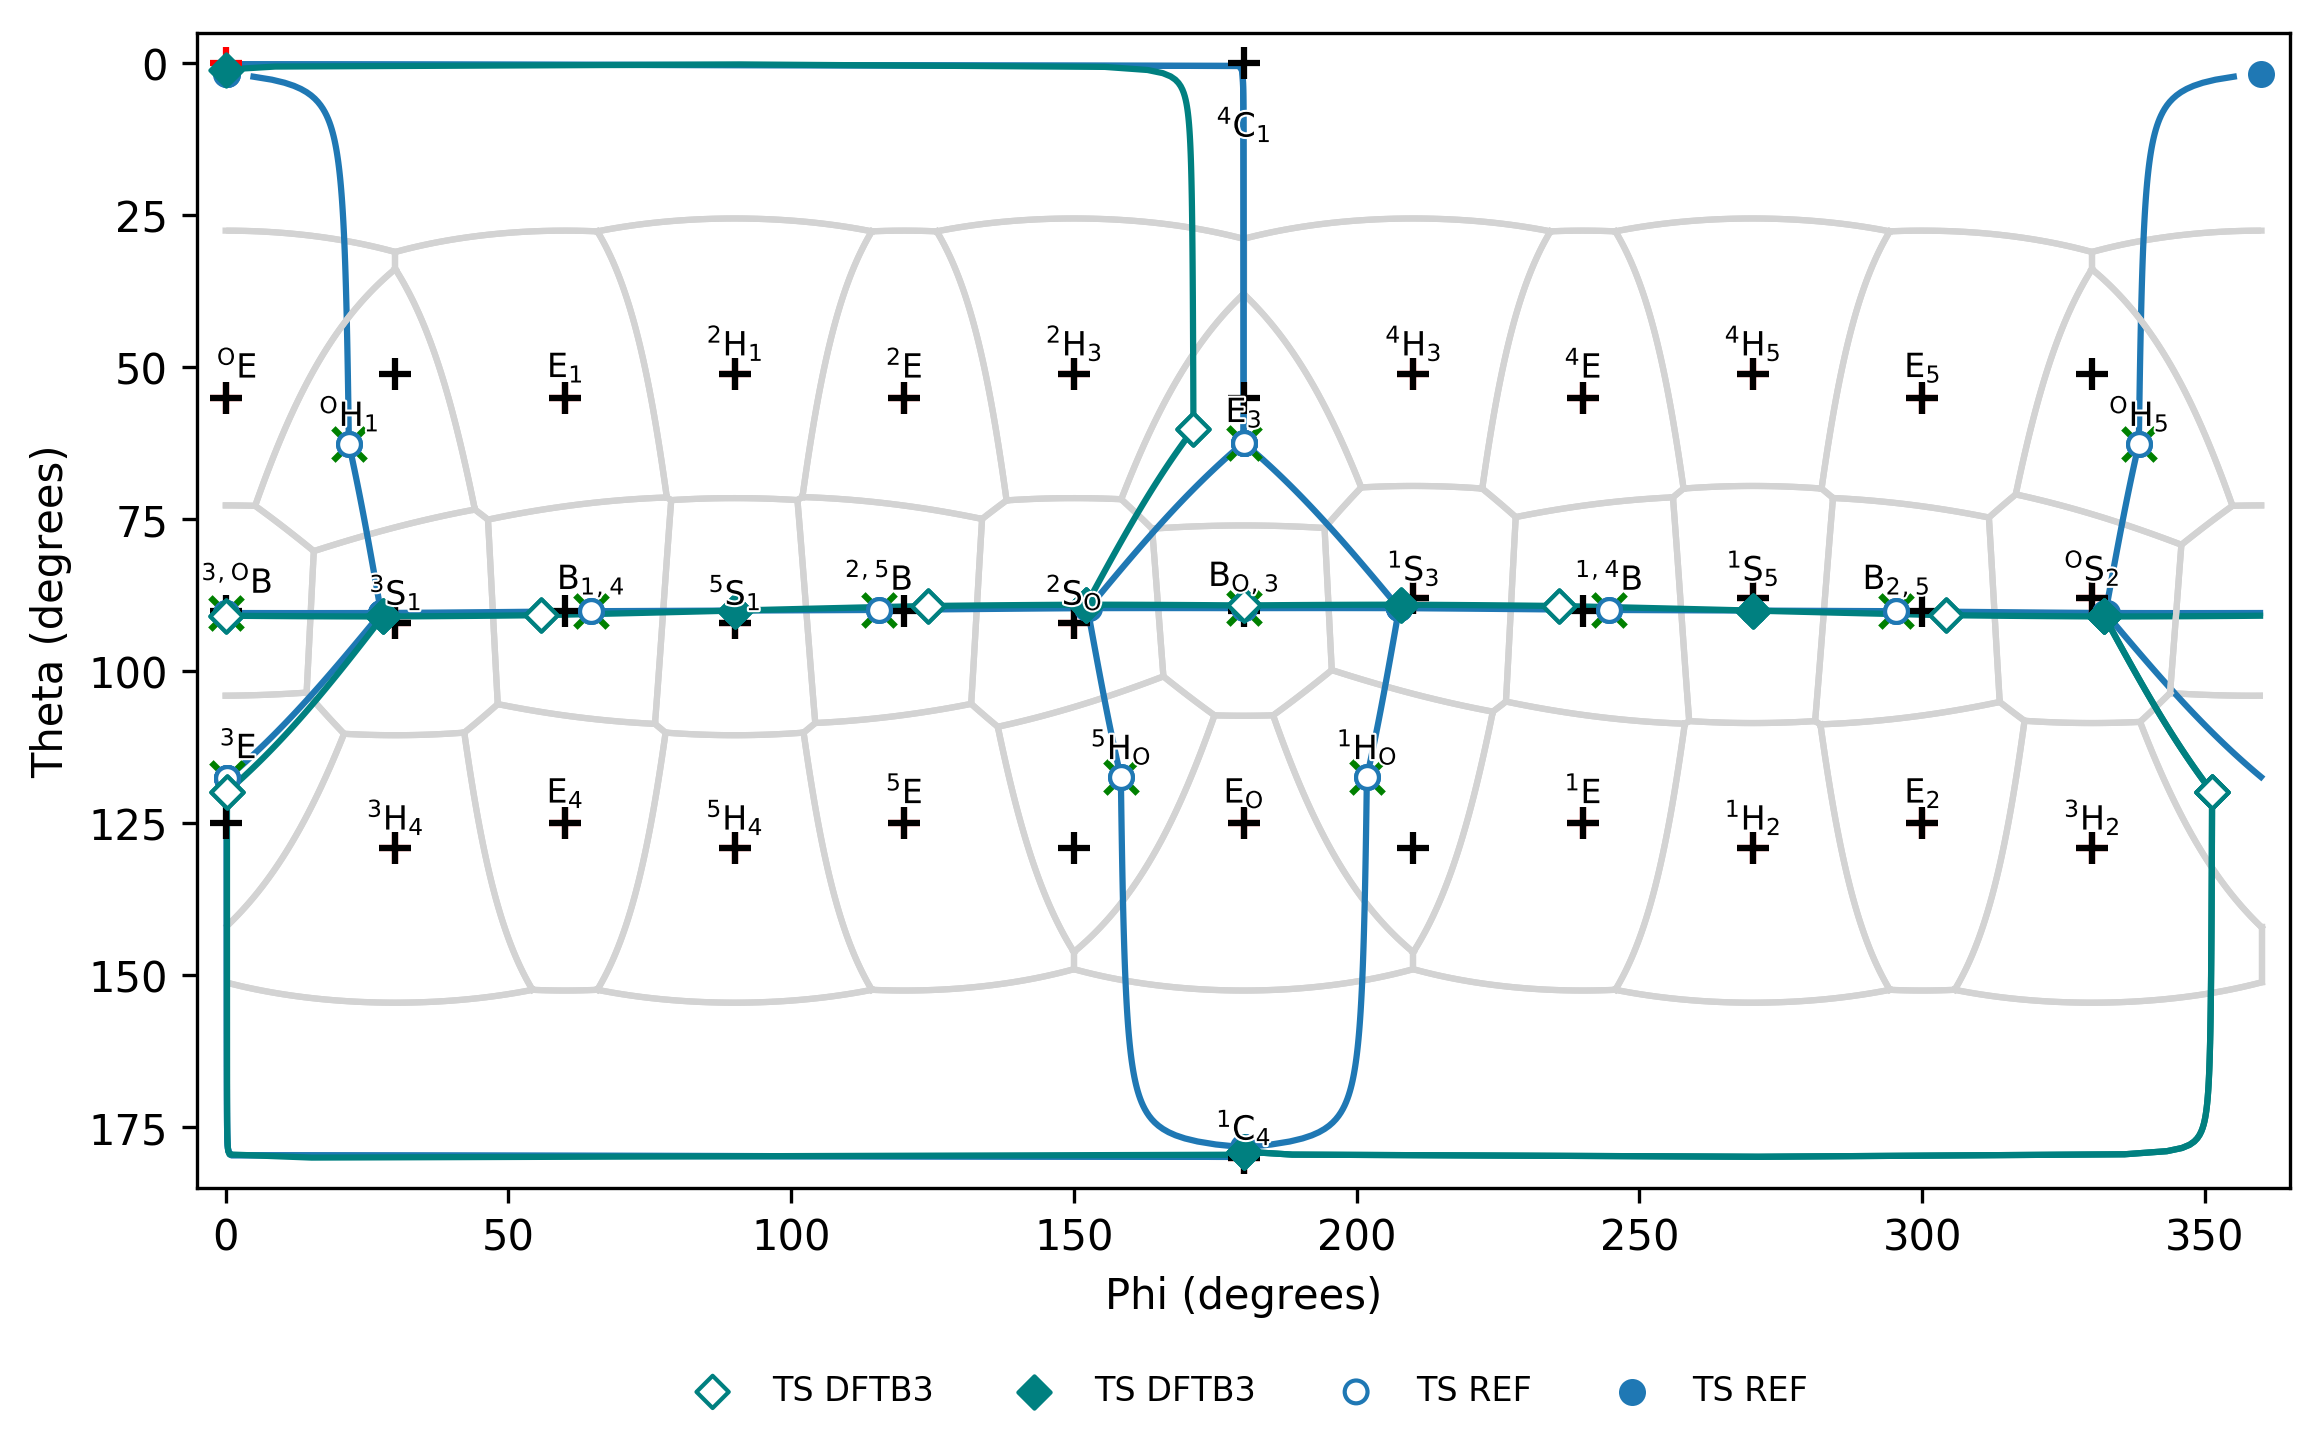 0
⁴C₁
25
²H₁ ²H₃ ⁴H₃ ⁴H₅
50 ᴼE E₁ ²E ⁴E E₅
ᴼH₁ E₃ ᴼH₅
75
³,ᴼB ³S₁ B₁,₄ ⁵S₁ ²,⁵B ²Sₒ Bₒ,₃ ¹S₃ ¹,⁴B ¹S₅ B₂,₅ ᴼS₂
100
³E ⁵Hₒ ¹Hₒ
125 ³H₄ E₄ ⁵H₄ ⁵E Eₒ ¹E ¹H₂ E₂ ³H₂
150
175 ¹C₄
Theta (degrees)
0 50 100 150 200 250 300 350
Phi (degrees)
TS DFTB3 TS DFTB3 TS REF TS REF